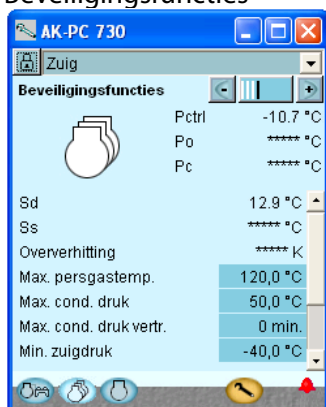 Beveiligingsfuncties
AK-PC 730
Zuig
Beveiligingsfuncties
Pctrl -10.7 °C
Po ***** °C
Pc ***** °C
Sd 12.9 °C
Ss ***** °C
Oververhitting ***** K
Max. persgastemp. 120,0 °C
Max. cond. druk 50,0 °C
Max. cond. druk vertr. 0 min.
Min. zuigdruk -40,0 °C